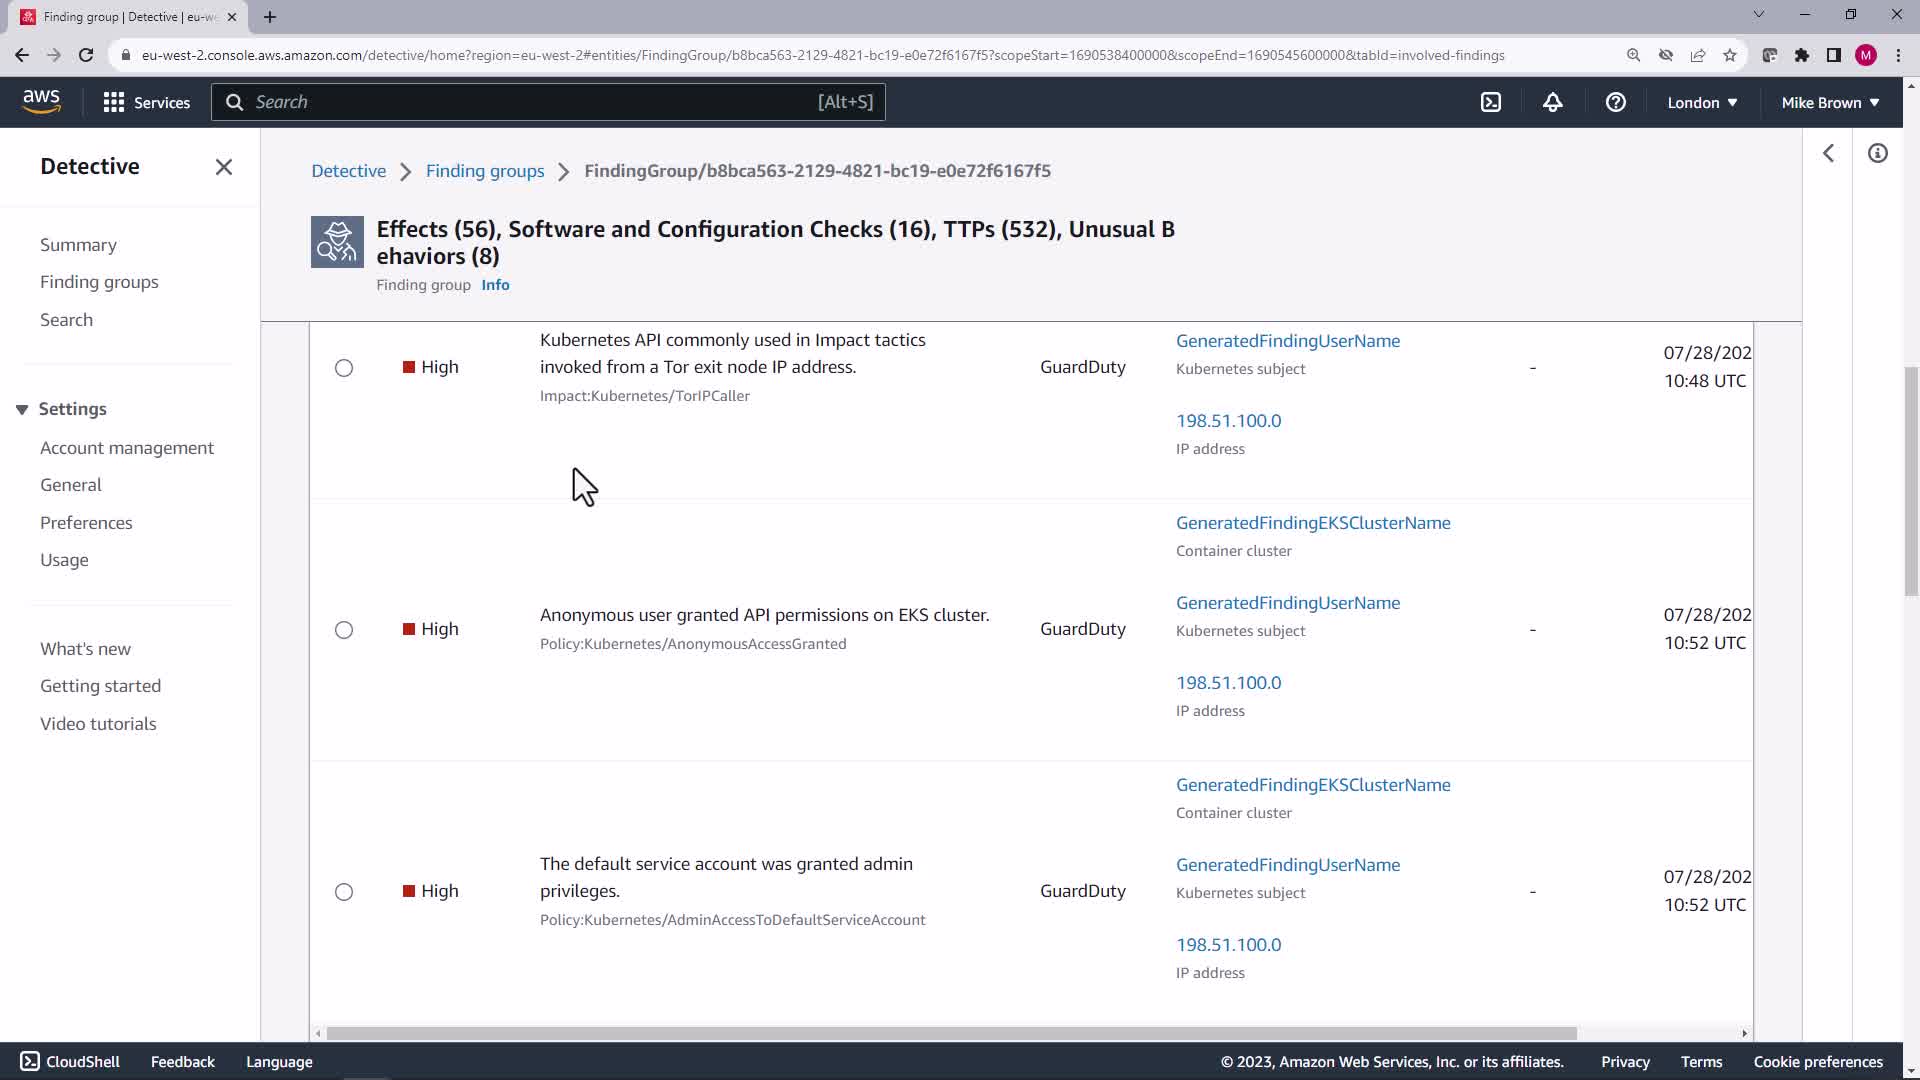 Finding group | Detective | eu-we
eu-west-2.console.aws.amazon.com/detective/home?region=eu-west-2#entities/FindingGroup/b8bca563-2129-4821-bc19-e0e72f6167f5?scopeStart=1690538400000&scopeEnd=1690545600000&tabId=involved-findings
M
aws
Services
Search
[Alt+S]
London
Mike Brown
Detective
Summary
Finding groups
Search
Settings
Account management
General
Preferences
Usage
What's new
Getting started
Video tutorials
Detective
Finding groups
FindingGroup/b8bca563-2129-4821-bc19-e0e72f6167f5
Effects (56), Software and Configuration Checks (16), TTPs (532), Unusual B
ehaviors (8)
Finding group Info
High
Kubernetes API commonly used in Impact tactics
invoked from a Tor exit node IP address.
Impact:Kubernetes/TorIPCaller
GuardDuty
GeneratedFindingUserName
Kubernetes subject
198.51.100.0
IP address
-
07/28/202
10:48 UTC
High
Anonymous user granted API permissions on EKS cluster.
Policy:Kubernetes/AnonymousAccessGranted
GuardDuty
GeneratedFindingEKSClusterName
Container cluster
GeneratedFindingUserName
Kubernetes subject
198.51.100.0
IP address
-
07/28/202
10:52 UTC
High
The default service account was granted admin
privileges.
Policy:Kubernetes/AdminAccessToDefaultServiceAccount
GuardDuty
GeneratedFindingEKSClusterName
Container cluster
GeneratedFindingUserName
Kubernetes subject
198.51.100.0
IP address
-
07/28/202
10:52 UTC
CloudShell
Feedback
Language
© 2023, Amazon Web Services, Inc. or its affiliates.
Privacy
Terms
Cookie preferences